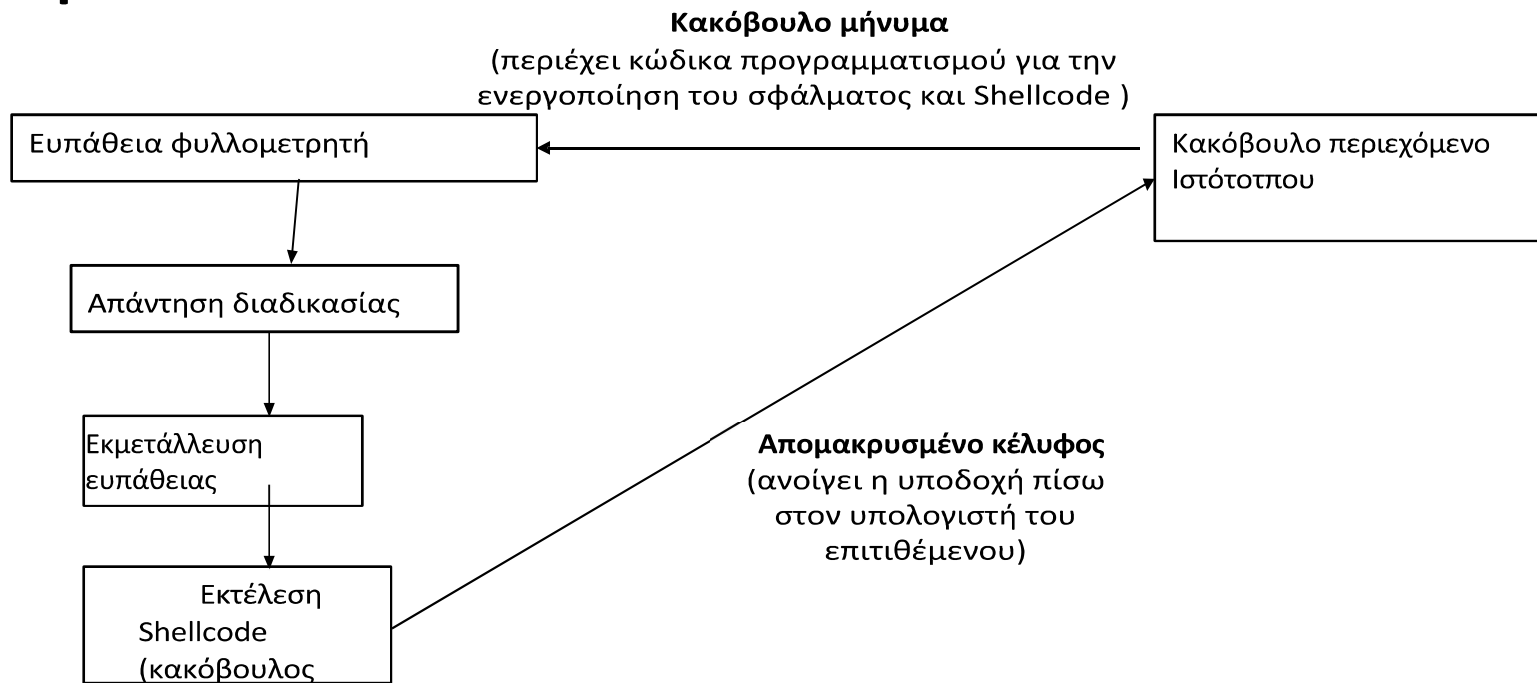 Κακόβουλο μήνυμα
(περιέχει κώδικα προγραμματισμού για την
ενεργοποίηση του σφάλματος και Shellcode )
Ευπάθεια φυλλομετρητή
Κακόβουλο περιεχόμενο
Ιστότοτπου
Απάντηση διαδικασίας
Εκμετάλλευση
ευπάθειας
Απομακρυσμένο κέλυφος
(ανοίγει η υποδοχή πίσω
στον υπολογιστή του
επιτιθέμενου)
Εκτέλεση
Shellcode
(κακόβουλος